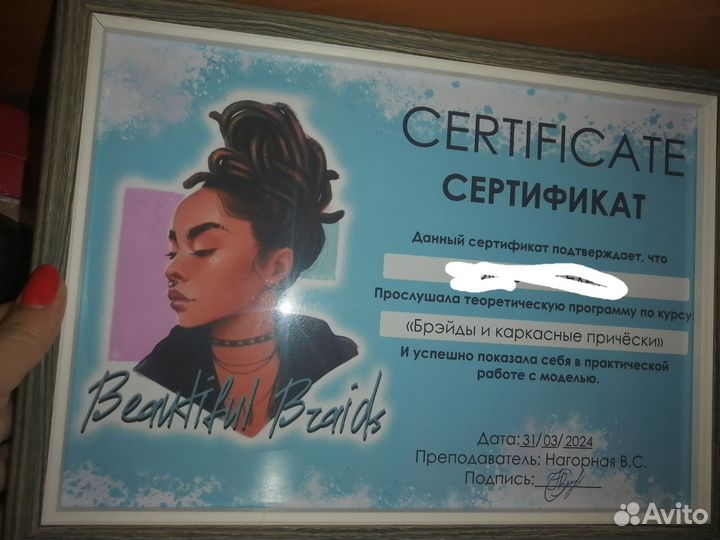 CERTIFICATE
СЕРТИФИКАТ
Данный сертификат подтверждает, что
Прослушала теоретическую программу по курсу:
«Брэйды и каркасные причёски»
И успешно показала себя в практической
работе с моделью.
Beautiful Braids
Дата: 31/03/2024
Преподаватель: Нагорная В.С.
Подпись:
Avito